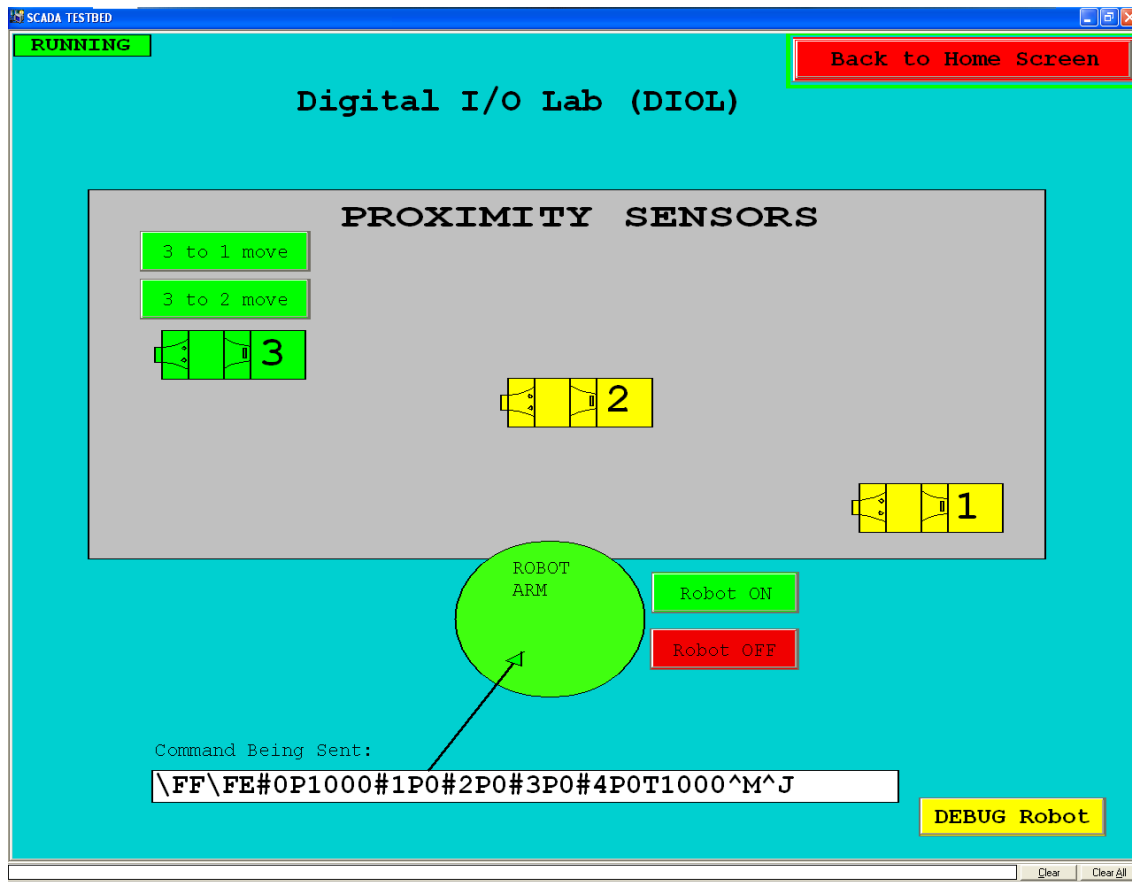 SCADA TESTBED
RUNNING
Back to Home Screen
Digital I/O Lab (DIOL)
PROXIMITY SENSORS
3 to 1 move
3 to 2 move
3
2
1
ROBOT
ARM
Robot ON
Robot OFF
Command Being Sent:
\FF\FE#0P1000#1P0#2P0#3P0#4P0T1000^M^J
DEBUG Robot
Clear
Clear All